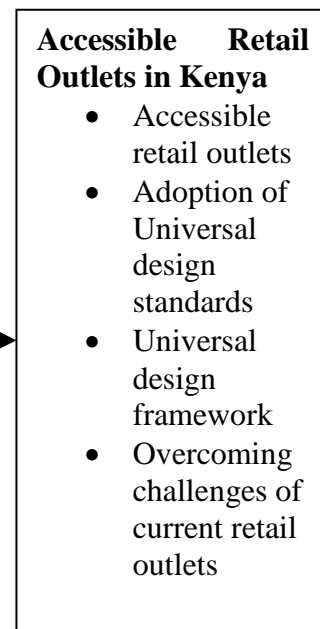 Accessible Retail
Outlets in Kenya
• Accessible
retail outlets
• Adoption of
Universal
design
standards
• Universal
design
framework
• Overcoming
challenges of
current retail
outlets